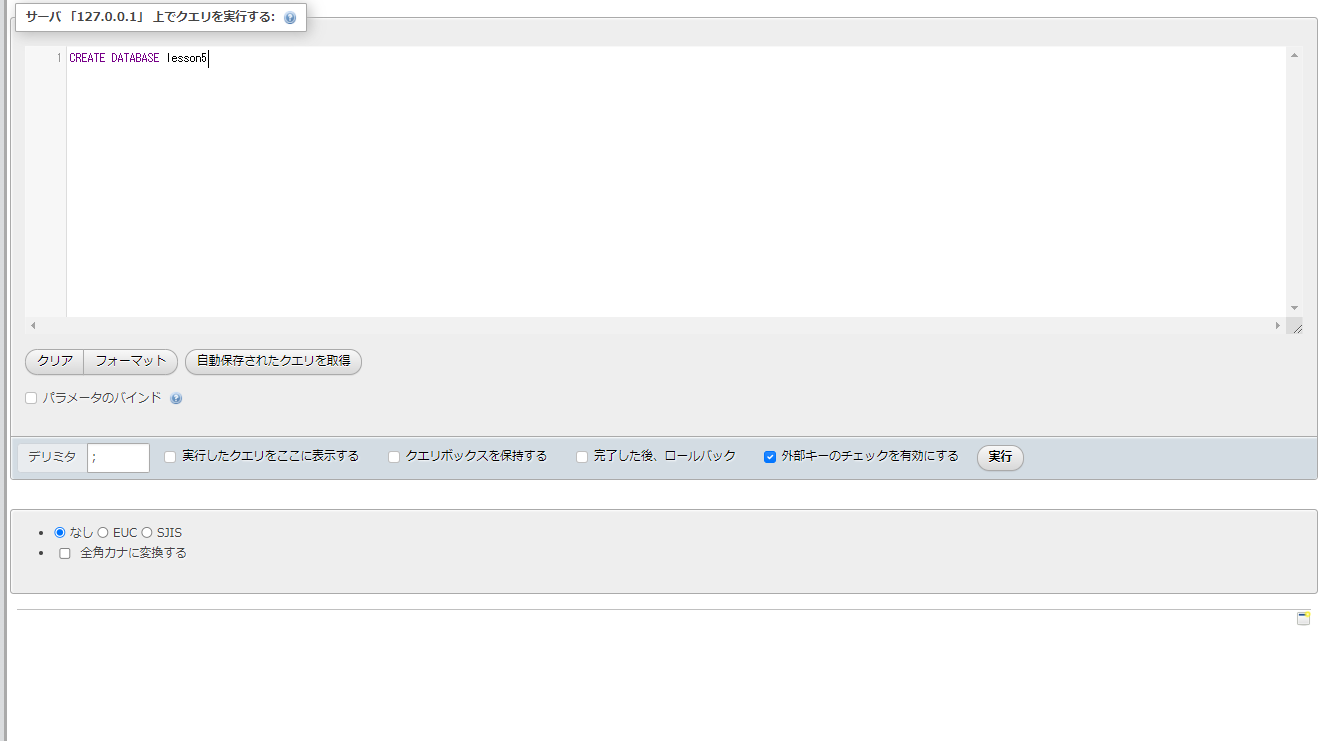 サーバ 「127.0.0.1」 上でクエリを実行する:
1 CREATE DATABASE lesson5
クリア フォーマット 自動保存されたクエリを取得
パラメータのバインド
デリミタ ; 実行したクエリをここに表示する クエリボックスを保持する 完了した後、ロールバック 外部キーのチェックを有効にする 実行
なし EUC SJIS
全角カナに変換する